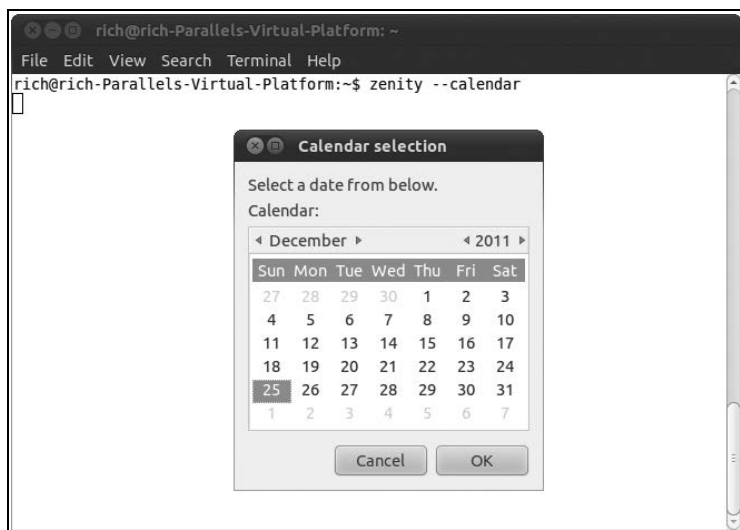 rich@rich-Parallels-Virtual-Platform: ~
File Edit View Search Terminal Help
rich@rich-Parallels-Virtual-Platform:~$ zenity --calendar
Calendar selection
Select a date from below.
Calendar:
December 2011
Sun Mon Tue Wed Thu Fri Sat
27 28 29 30 1 2 3
4 5 6 7 8 9 10
11 12 13 14 15 16 17
18 19 20 21 22 23 24
25 26 27 28 29 30 31
1 2 3 4 5 6 7
Cancel OK